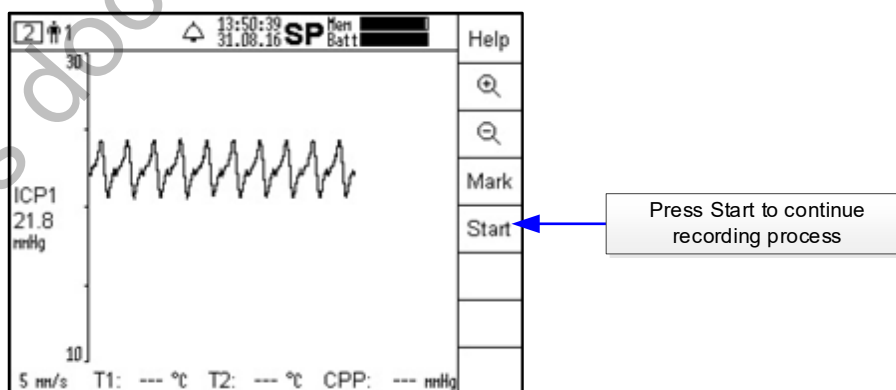 2 1 13:50:39 SP Mem
31.08.16 Batt
Help
30
Mark
ICP1
21.8
mmHg
Start
Press Start to continue
recording process
10
5 mm/s T1: --- °C T2: --- °C CPP: --- mmHg
s doc